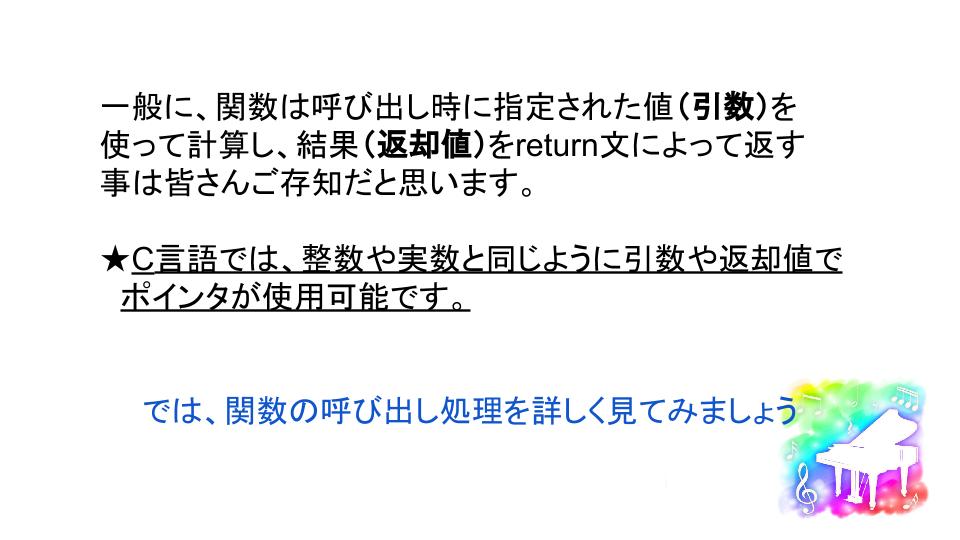 一般に、関数は呼び出し時に指定された値（引数）を
使って計算し、結果（返却値）をreturn文によって返す
事は皆さんご存知だと思います。
★C言語では、整数や実数と同じように引数や返却値で
ポインタが使用可能です。
では、関数の呼び出し処理を詳しく見てみましょう